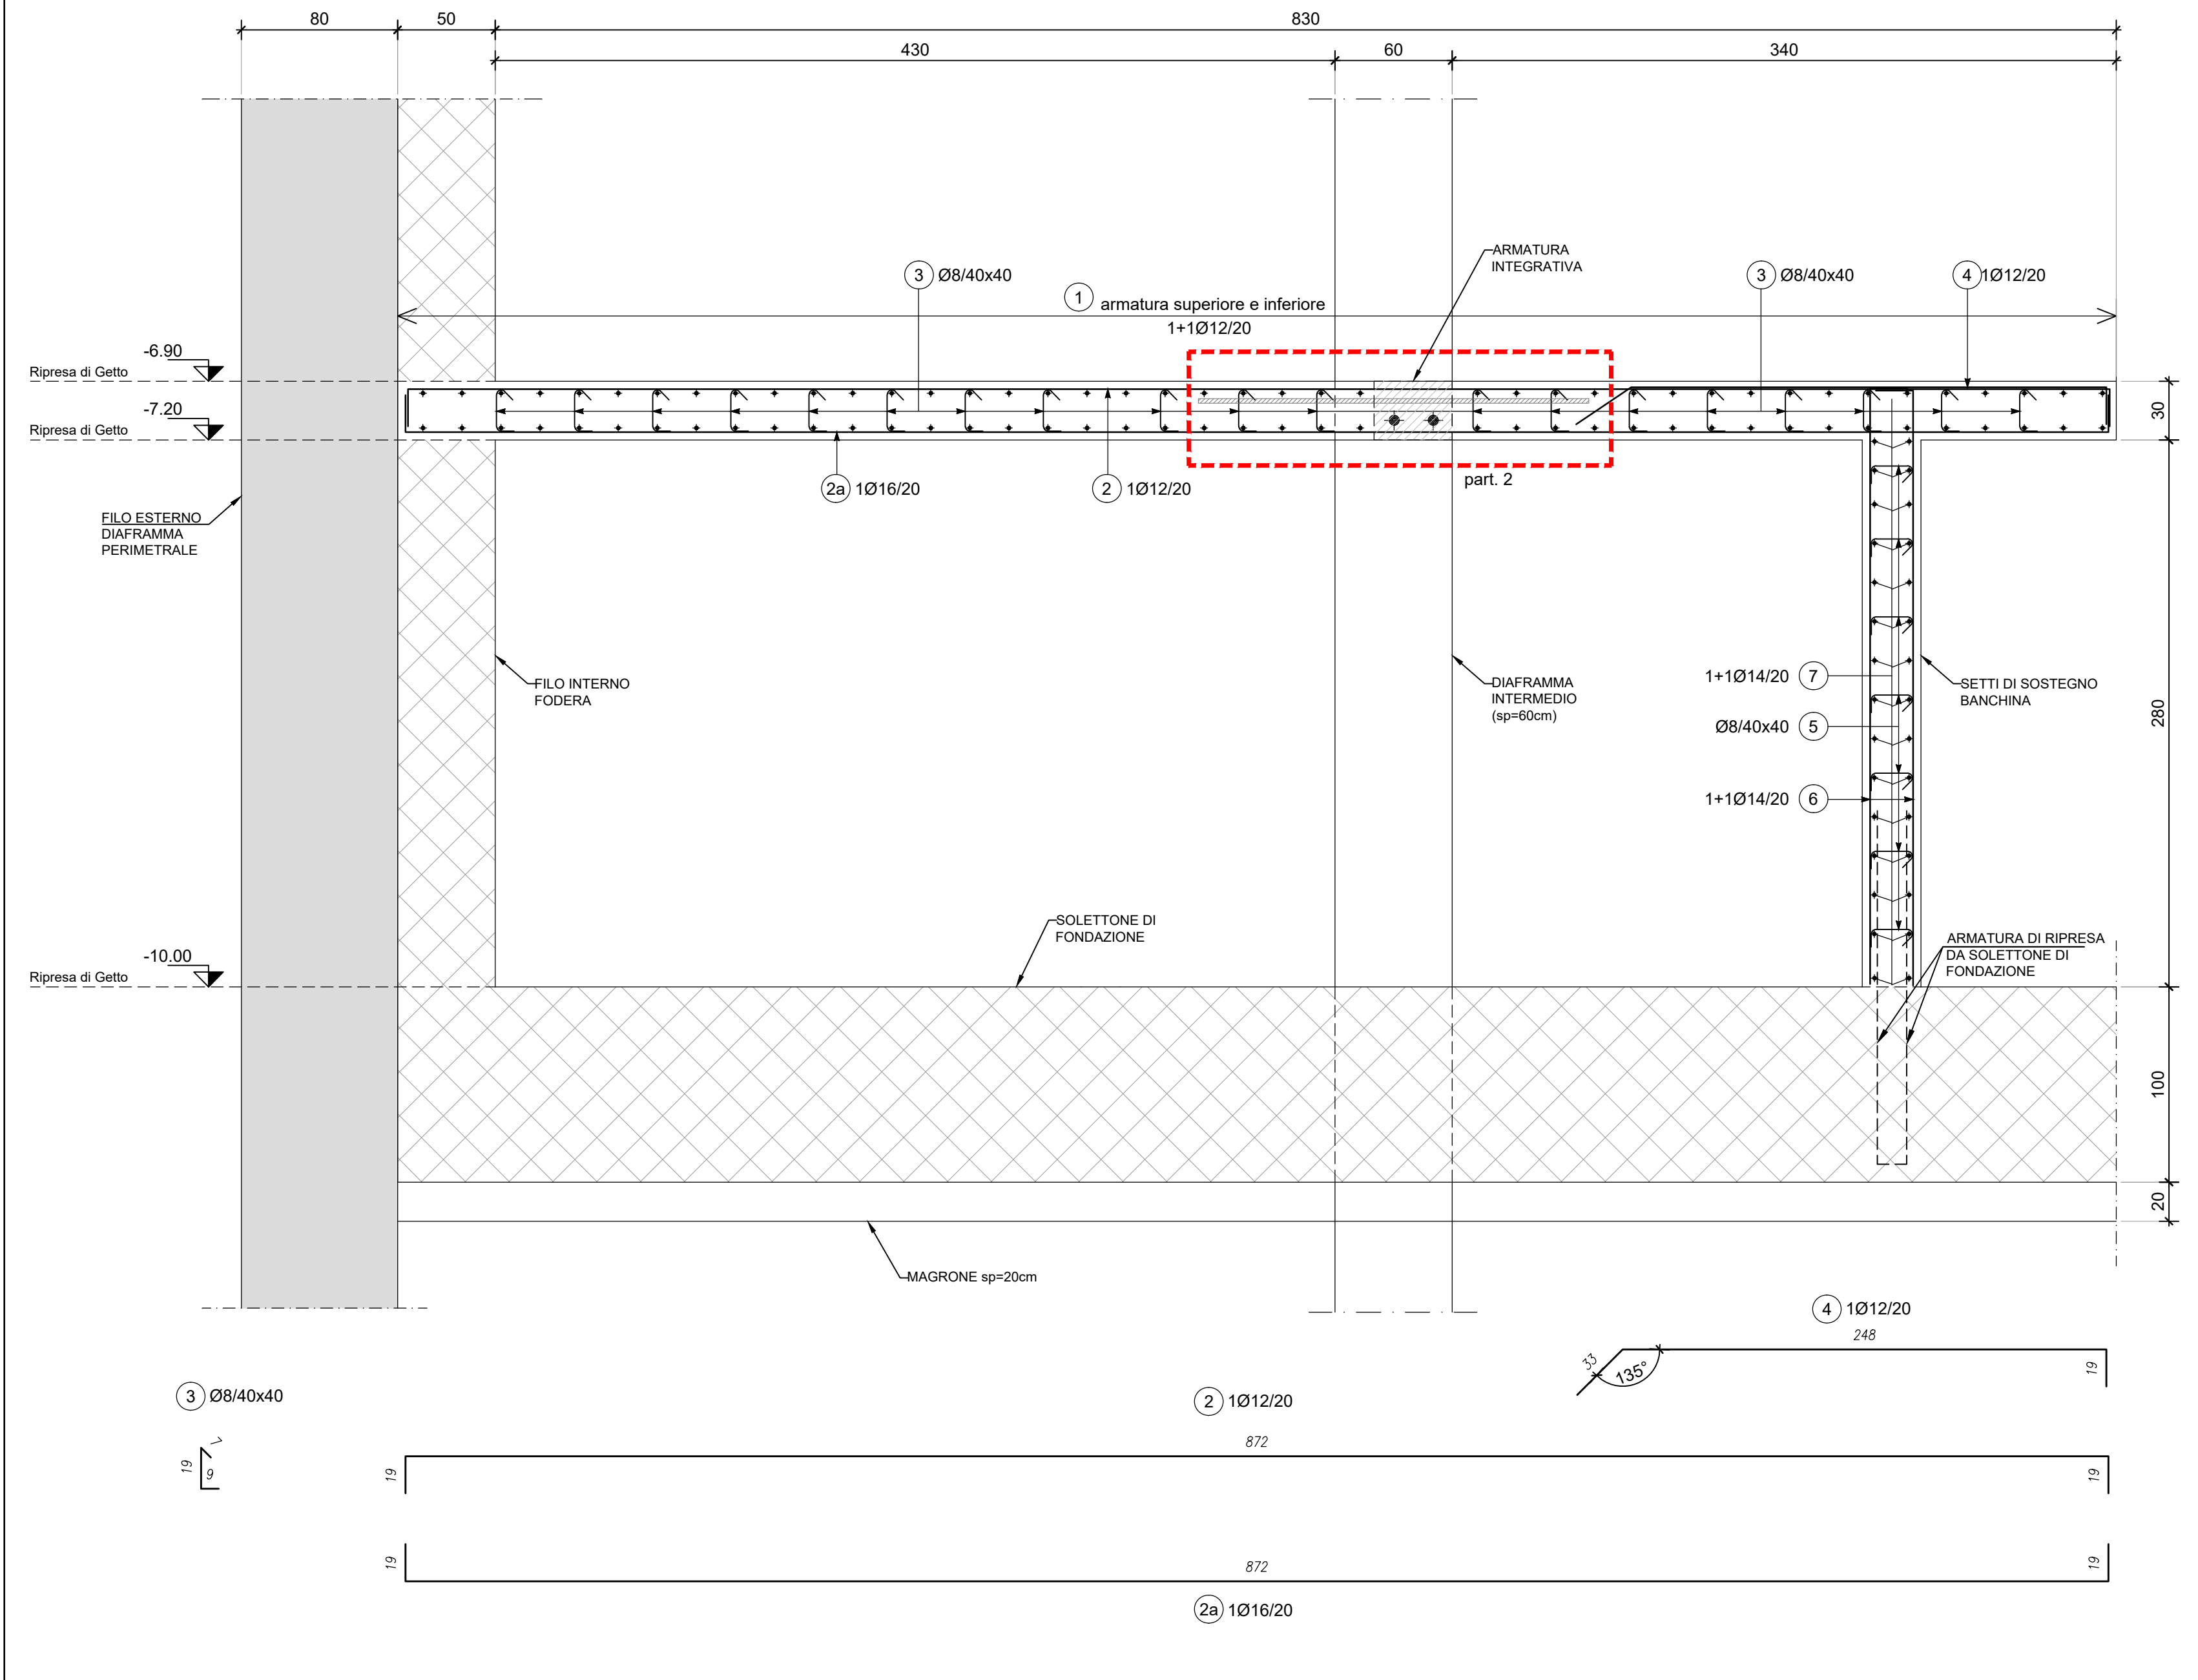 80
50
830
430
60
340
ARMATURA
INTEGRATIVA
3 Ø8/40x40
3 Ø8/40x40
4 1Ø12/20
1 armatura superiore e inferiore
1+1Ø12/20
-6.90
Ripresa di Getto
-7.20
Ripresa di Getto
30
2a 1Ø16/20
2 1Ø12/20
part. 2
FILO ESTERNO
DIAFRAMMA
PERIMETRALE
FILO INTERNO
FODERA
DIAFRAMMA
INTERMEDIO
(sp=60cm)
1+1Ø14/20 7
Ø8/40x40 5
1+1Ø14/20 6
SETTI DI SOSTEGNO
BANCHINA
280
SOLETTONE DI
FONDAZIONE
ARMATURA DI RIPRESA
DA SOLETTONE DI
FONDAZIONE
-10.00
Ripresa di Getto
100
20
MAGRONE sp=20cm
4 1Ø12/20
248
33
135°
19
3 Ø8/40x40
7
19
9
2 1Ø12/20
872
19
19
872
19
19
2a 1Ø16/20